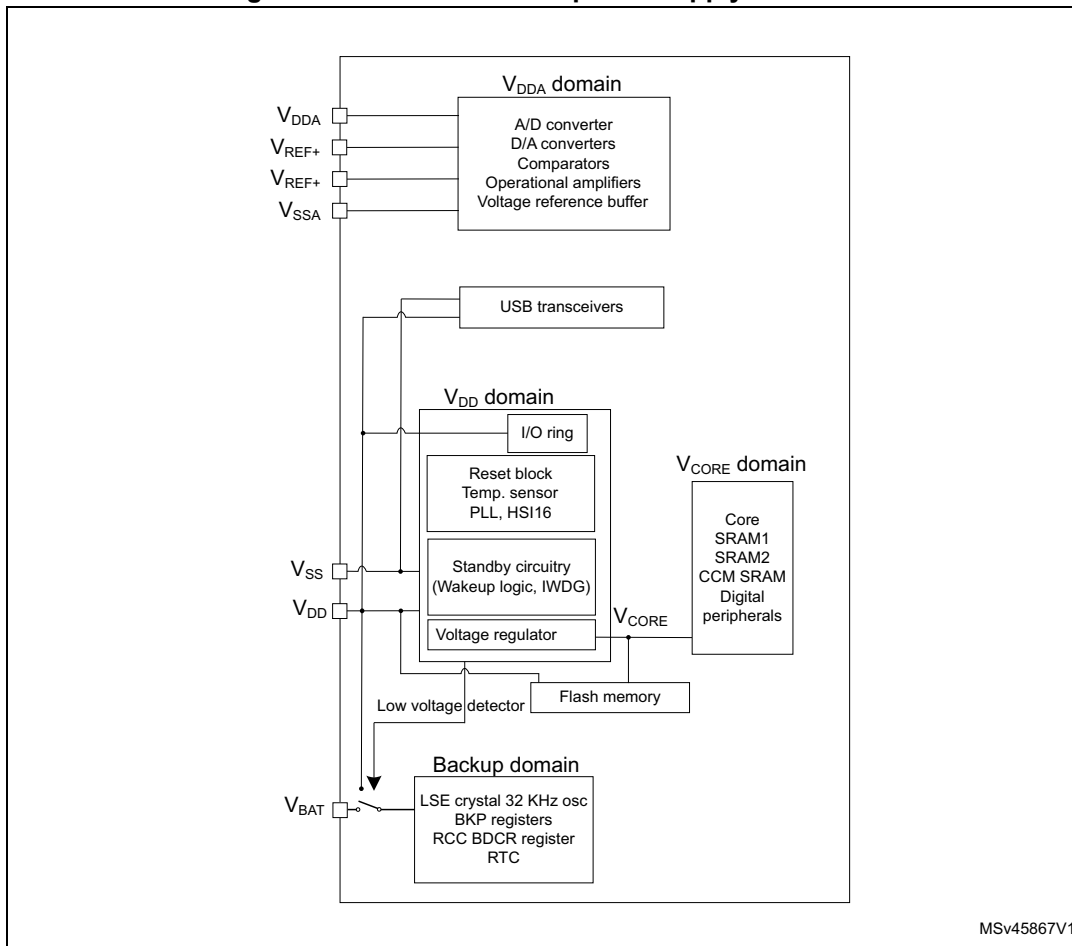 V_DDA domain
V_DDA
V_REF+
V_REF+
V_SSA
A/D converter
D/A converters
Comparators
Operational amplifiers
Voltage reference buffer
USB transceivers
V_DD domain
I/O ring
Reset block
Temp. sensor
PLL, HSI16
V_SS
V_DD
Standby circuitry
(Wakeup logic, IWDG)
Voltage regulator
V_CORE
V_CORE domain
Core
SRAM1
SRAM2
CCM SRAM
Digital
peripherals
Flash memory
Low voltage detector
Backup domain
V_BAT
LSE crystal 32 KHz osc
BKP registers
RCC BDCR register
RTC
MSv45867V1